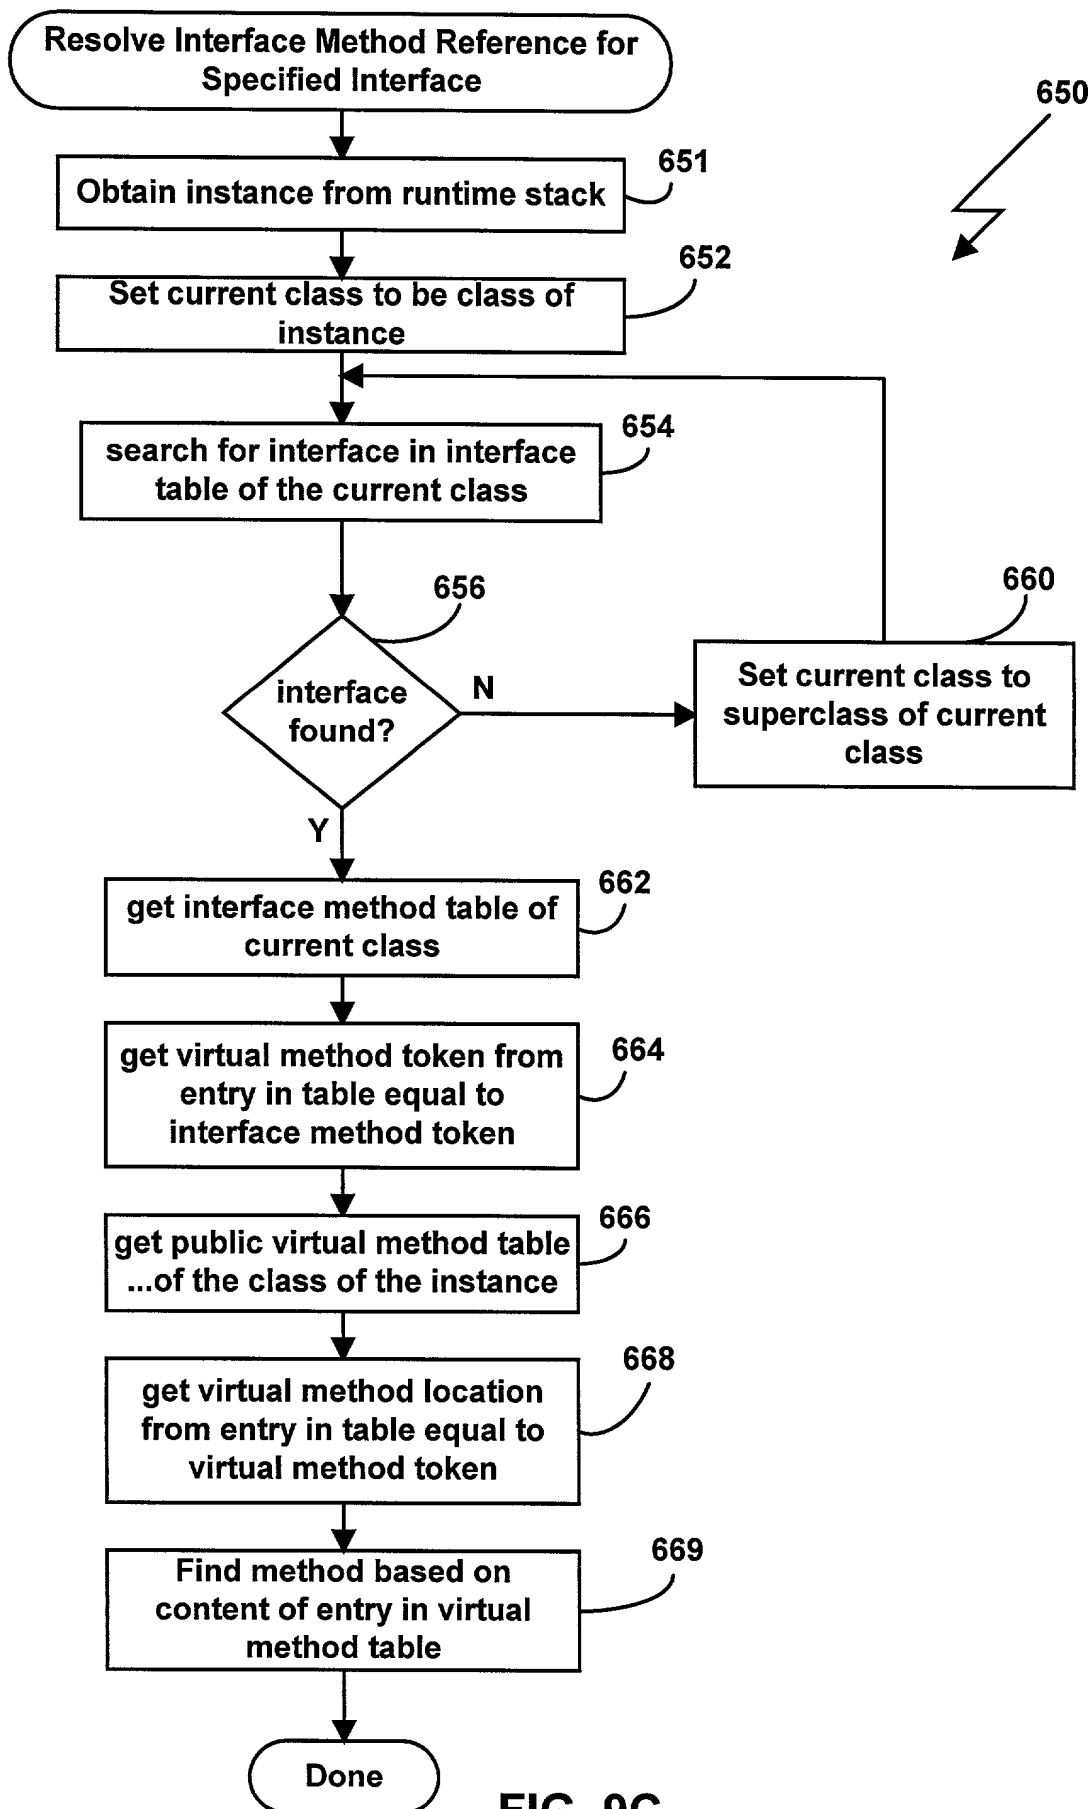 Resolve Interface Method Reference for
Specified Interface
650
Obtain instance from runtime stack
651
Set current class to be class of
instance
652
search for interface in interface
table of the current class
654
656
interface
found?
N
660
Set current class to
superclass of current
class
Y
get interface method table of
current class
662
get virtual method token from
entry in table equal to
interface method token
664
get public virtual method table
...of the class of the instance
666
get virtual method location
from entry in table equal to
virtual method token
668
Find method based on
content of entry in virtual
method table
669
Done